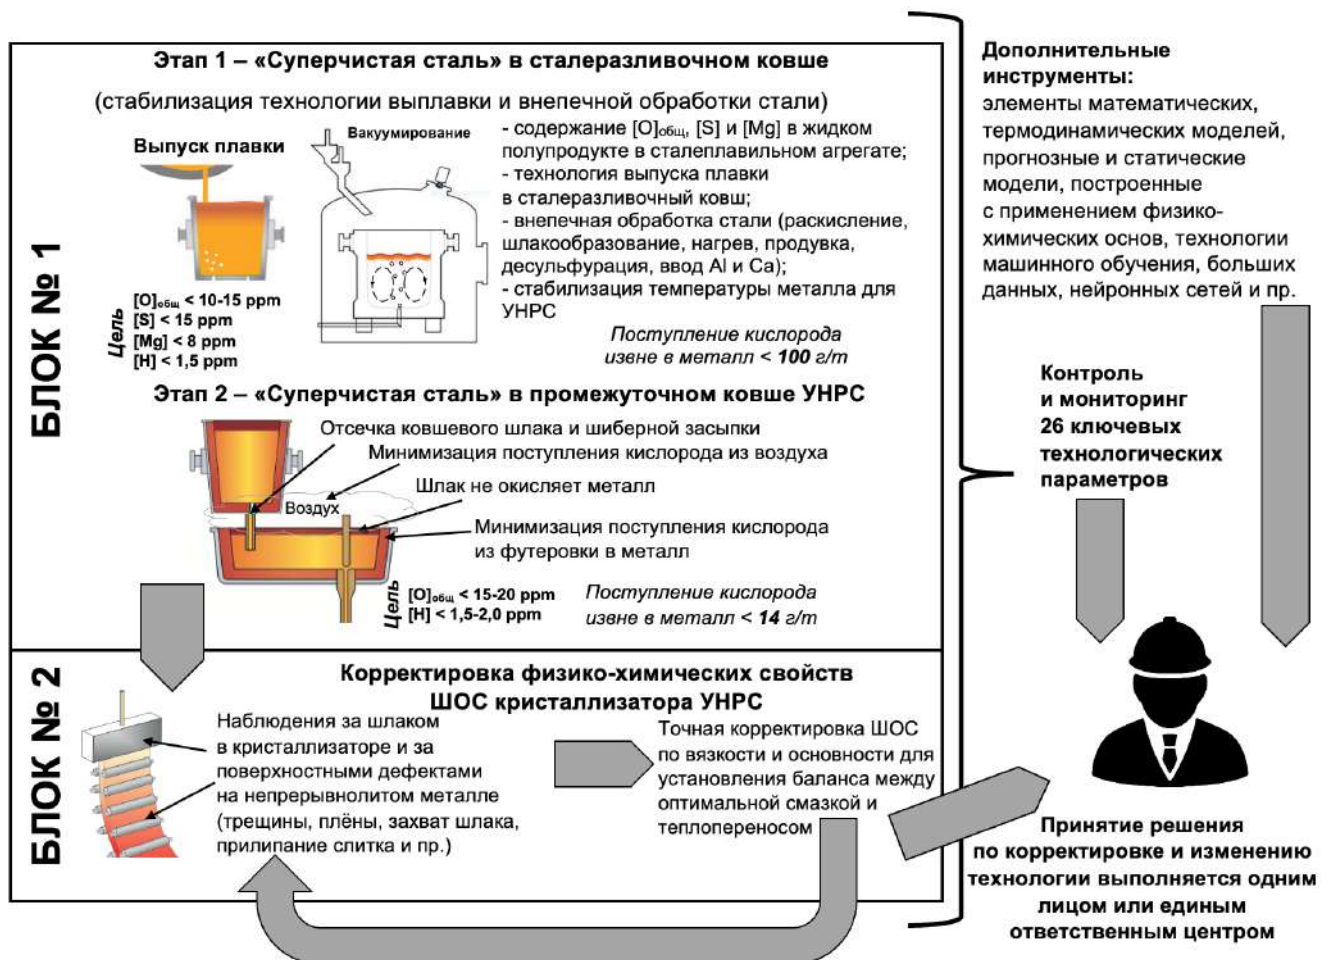 БЛОК № 1
Этап 1 – «Суперчистая сталь» в сталеразливочном ковше
(стабилизация технологии выплавки и внепечной обработки стали)
Выпуск плавки
Вакуумирование
- содержание [O]общ, [S] и [Mg] в жидком
полупродукте в сталеплавильном агрегате;
- технология выпуска плавки
в сталеразливочный ковш;
- внепечная обработка стали (раскисление,
шлакообразование, нагрев, продувка,
десульфурация, ввод Al и Ca);
- стабилизация температуры металла для
УНРС
Цель
[O]общ < 10-15 ppm
[S] < 15 ppm
[Mg] < 8 ppm
[H] < 1,5 ppm
Поступление кислорода
извне в металл < 100 г/т
Этап 2 – «Суперчистая сталь» в промежуточном ковше УНРС
Отсечка ковшевого шлака и шиберной засыпки
Минимизация поступления кислорода из воздуха
Шлак не окисляет металл
Воздух
Минимизация поступления кислорода
из футеровки в металл
Цель
[O]общ < 15-20 ppm
[H] < 1,5-2,0 ppm
Поступление кислорода
извне в металл < 14 г/т
БЛОК № 2
Корректировка физико-химических свойств
ШОС кристаллизатора УНРС
Наблюдения за шлаком
в кристаллизаторе и за
поверхностными дефектами
на непрерывнолитом металле
(трещины, плёны, захват шлака,
прилипание слитка и пр.)
Точная корректировка ШОС
по вязкости и основности для
установления баланса между
оптимальной смазкой и
теплопереносом
Дополнительные
инструменты:
элементы математических,
термодинамических моделей,
прогнозные и статические
модели, построенные
с применением физико-
химических основ, технологии
машинного обучения, больших
данных, нейронных сетей и пр.
Контроль
и мониторинг
26 ключевых
технологических
параметров
Принятие решения
по корректировке и изменению
технологии выполняется одним
лицом или единым
ответственным центром